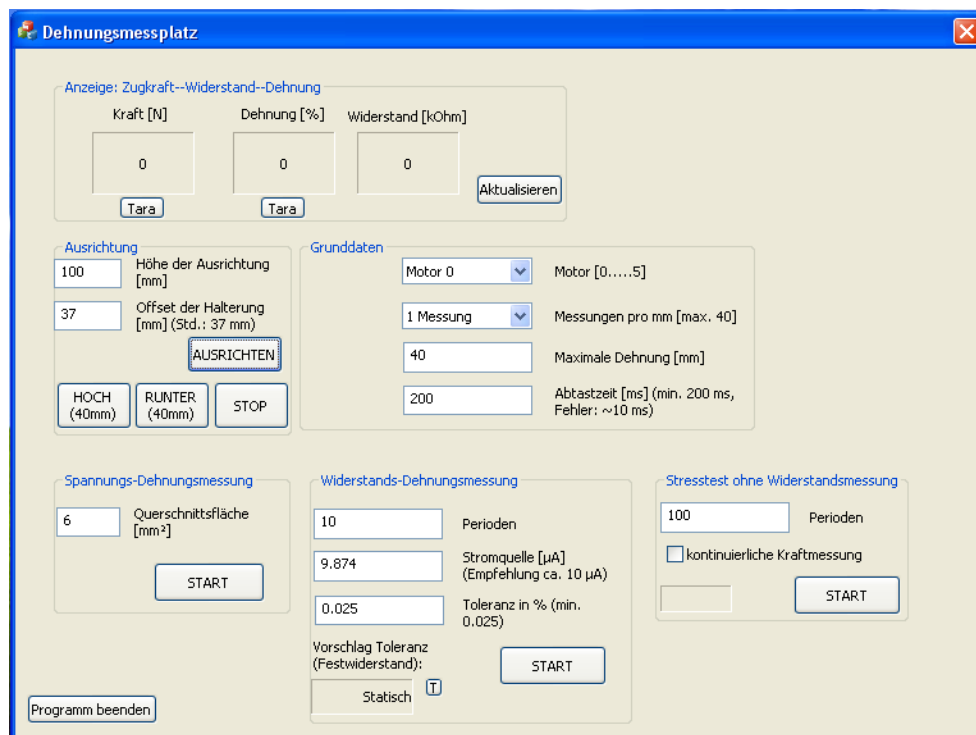 Dehnungsmessplatz
Anzeige: Zugkraft--Widerstand--Dehnung
Kraft [N]
Dehnung [%]
Widerstand [kOhm]
0
0
0
Aktualisieren
Tara
Tara
Ausrichtung
100
Höhe der Ausrichtung
[mm]
37
Offset der Halterung
[mm] (Std.: 37 mm)
AUSRICHTEN
HOCH
(40mm)
RUNTER
(40mm)
STOP
Grunddaten
Motor 0
Motor [0.....5]
1 Messung
Messungen pro mm [max. 40]
40
Maximale Dehnung [mm]
200
Abtastzeit [ms] (min. 200 ms,
Fehler: ~10 ms)
Spannungs-Dehnungsmessung
6
Querschnittsfläche
[mm²]
START
Widerstands-Dehnungsmessung
10
Perioden
9.874
Stromquelle [µA]
(Empfehlung ca. 10 µA)
0.025
Toleranz in % (min.
0.025)
Vorschlag Toleranz
(Festwiderstand):
START
Statisch
T
Stresstest ohne Widerstandsmessung
100
Perioden
kontinuierliche Kraftmessung
START
Programm beenden